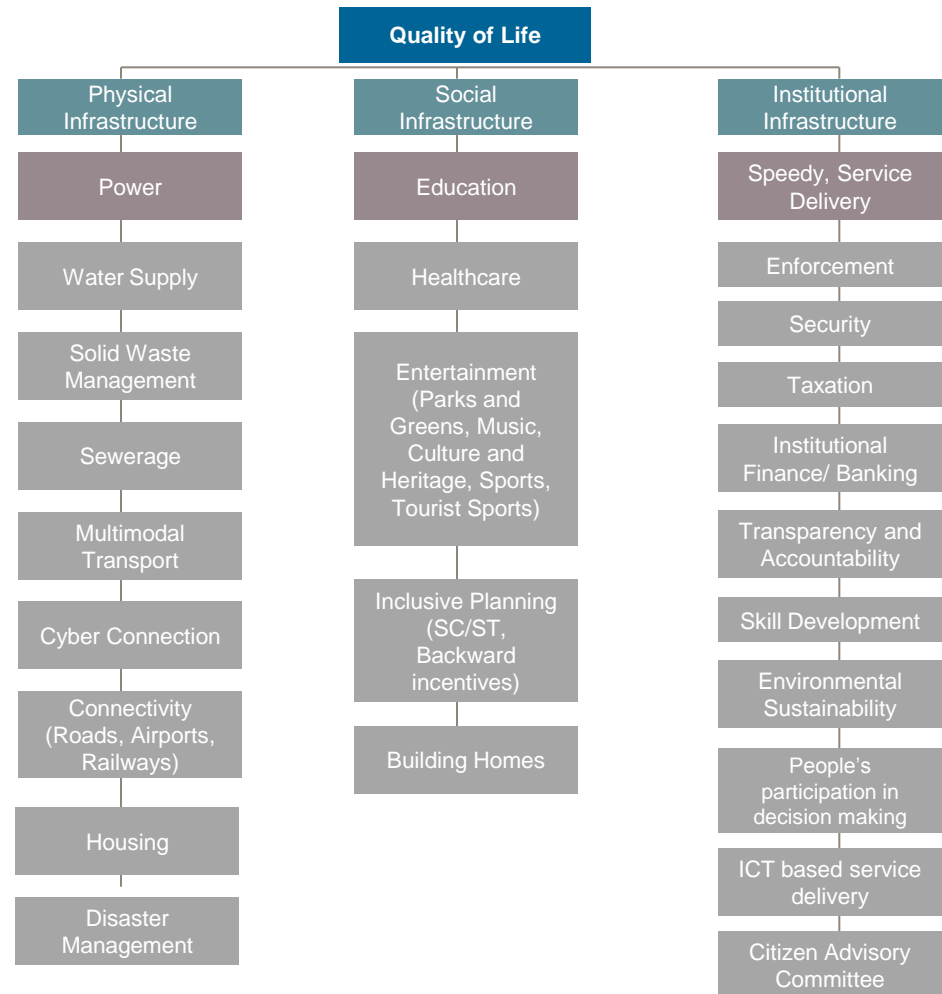 Quality of Life
Physical
Infrastructure
Power
Water Supply
Solid Waste
Management
Sewerage
Multimodal
Transport
Cyber Connection
Connectivity
(Roads, Airports,
Railways)
Housing
Disaster
Management
Social
Infrastructure
Education
Healthcare
Entertainment
(Parks and
Greens, Music,
Culture and
Heritage, Sports,
Tourist Sports)
Inclusive Planning
(SC/ST,
Backward
incentives)
Building Homes
Institutional
Infrastructure
Speedy, Service
Delivery
Enforcement
Security
Taxation
Institutional
Finance/ Banking
Transparency and
Accountability
Skill Development
Environmental
Sustainability
People’s
participation in
decision making
ICT based service
delivery
Citizen Advisory
Committee